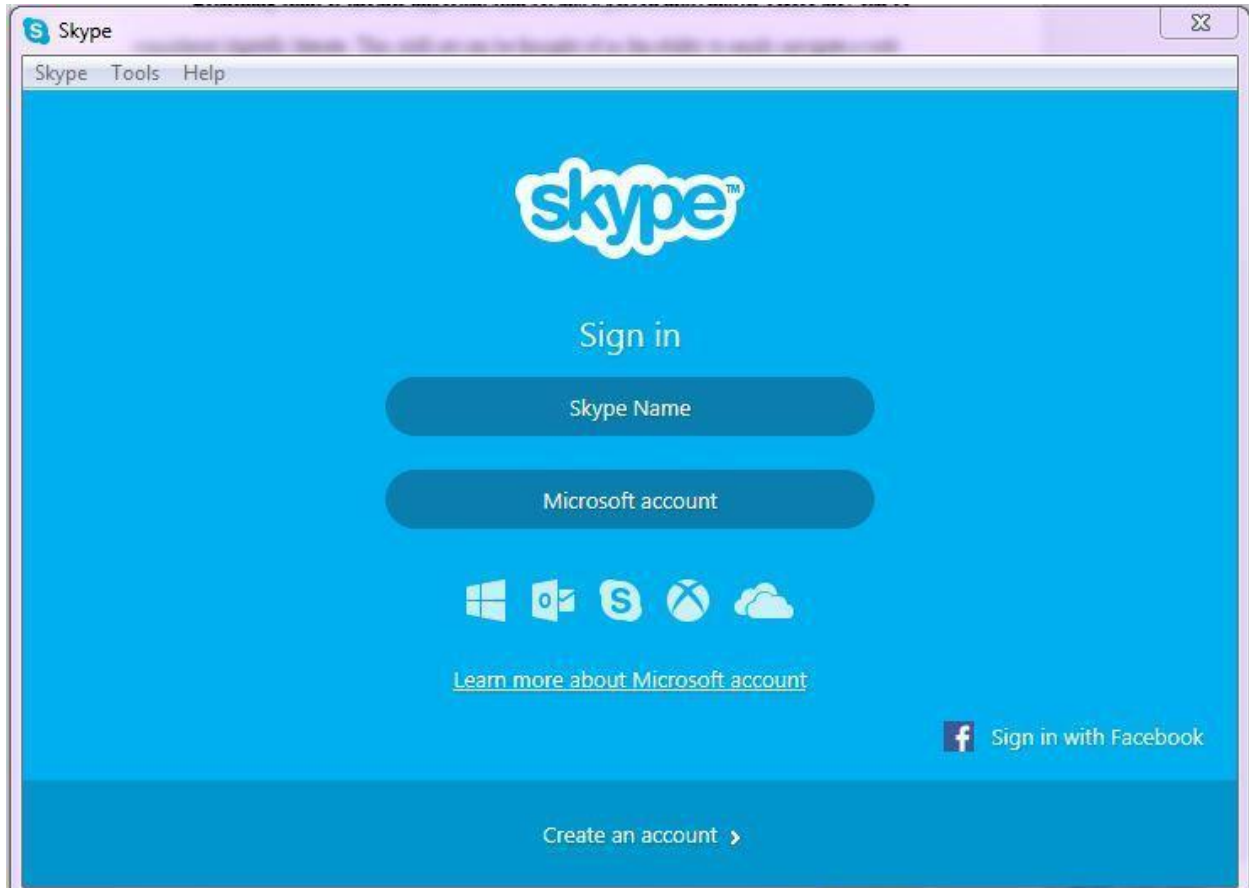 Skype
Skype Tools Help
skype™
Sign in
Skype Name
Microsoft account
Learn more about Microsoft account
f Sign in with Facebook
Create an account >